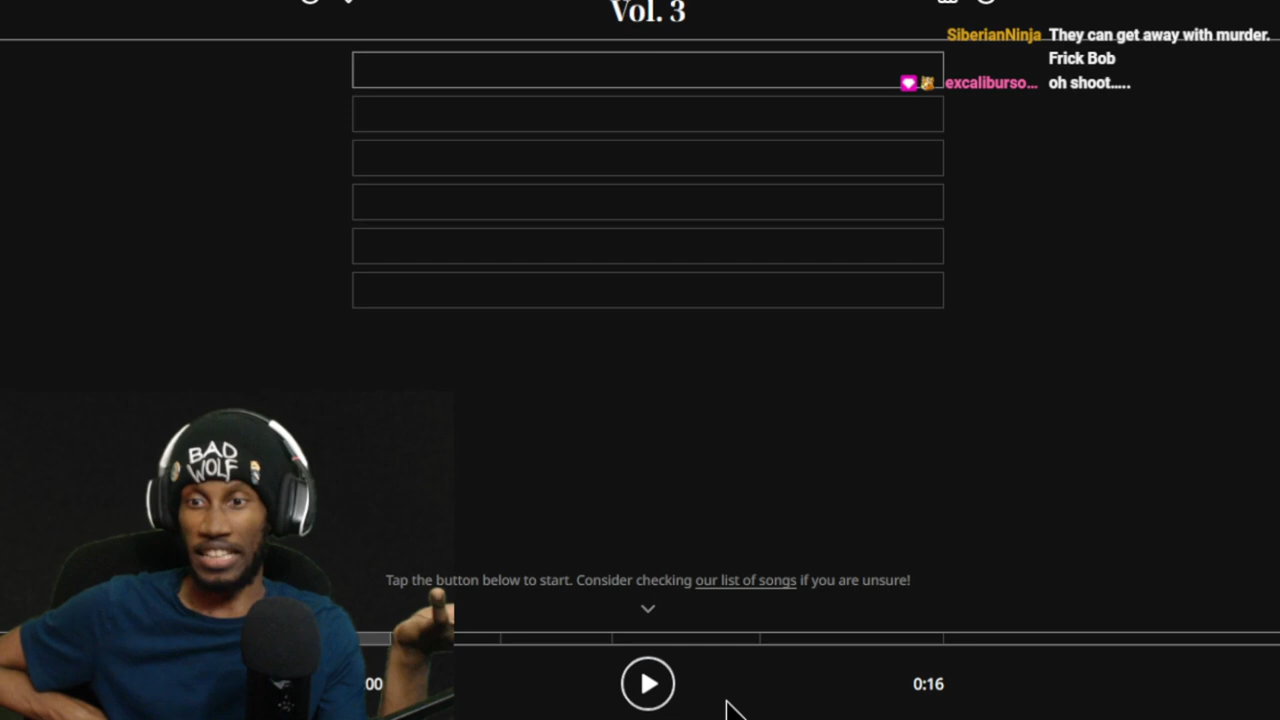 Vol. 3
SiberianNinja They can get away with murder.
Frick Bob
excaliburso... oh shoot.....
BAD
WOLF
Tap the button below to start. Consider checking our list of songs if you are unsure!
00
0:16